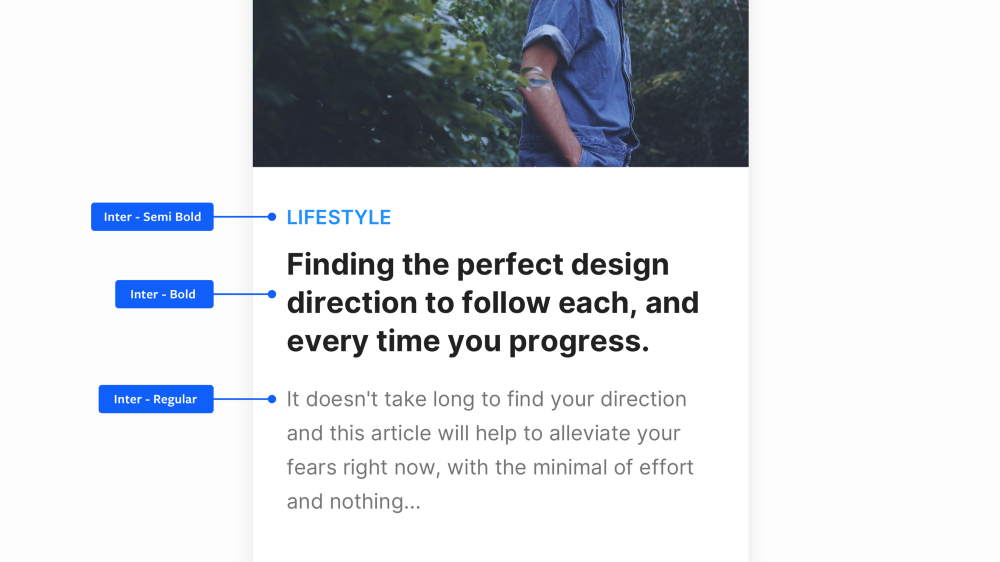 Inter - Semi Bold
LIFESTYLE
Inter - Bold
Finding the perfect design
direction to follow each, and
every time you progress.
Inter - Regular
It doesn't take long to find your direction
and this article will help to alleviate your
fears right now, with the minimal of effort
and nothing...